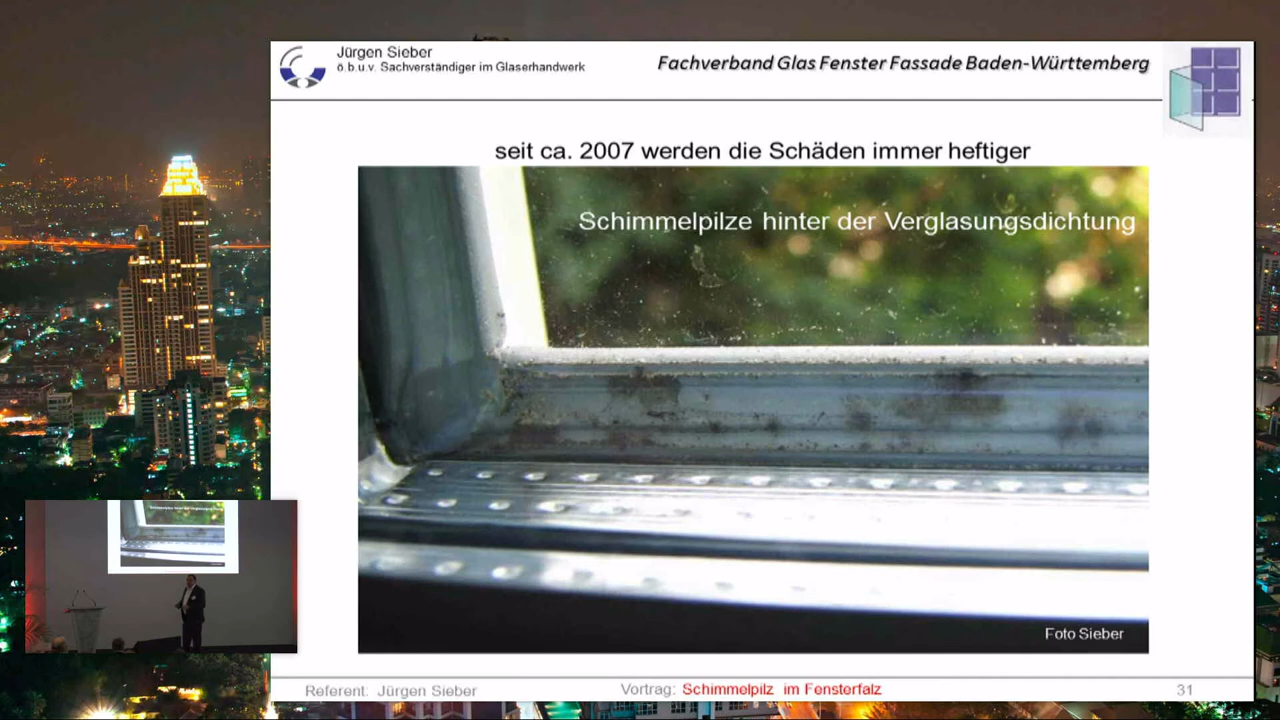 Jürgen Sieber
ö.b.u.v. Sachverständiger im Glaserhandwerk
Fachverband Glas Fenster Fassade Baden-Württemberg
seit ca. 2007 werden die Schäden immer heftiger
Schimmelpilze hinter der Verglasungsdichtung
Foto Sieber
Referent: Jürgen Sieber
Vortrag: Schimmelpilz im Fensterfalz
31